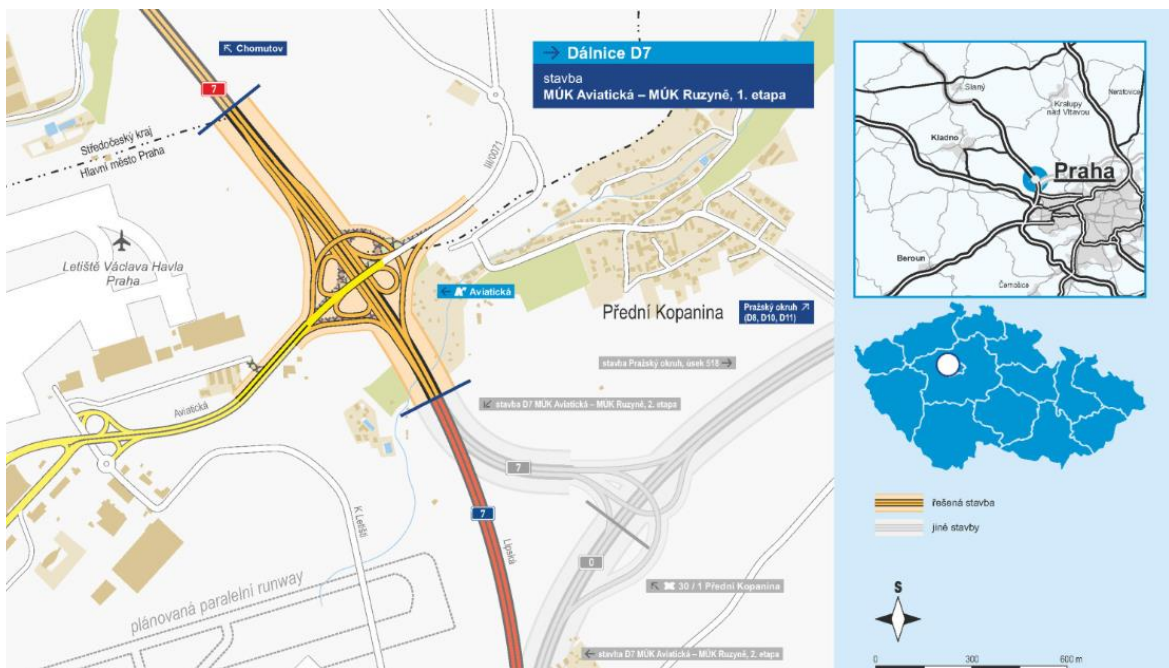 Chomutov
7
Středočeský kraj
Hlavní město Praha
Letiště Václava Havla
Praha
III/0071
Dálnice D7
stavba
MÚK Aviatická – MÚK Ruzyně, 1. etapa
Aviatická
Přední Kopanina
Pražský okruh
(D8, D10, D11)
stavba Pražský okruh, úsek 518
stavba D7 MÚK Aviatická – MÚK Ruzyně, 2. etapa
Aviatická
7
7
K Letišti
Lipská
0
30 / 1 Přední Kopanina
plánovaná paralelní runway
stavba D7 MÚK Aviatická – MÚK Ruzyně, 2. etapa
Slaný
Kralupy
nad Vltavou
Neratovice
Kladno
Praha
Beroun
Černošice
řešená stavba
jiné stavby
S
0 300 600 m